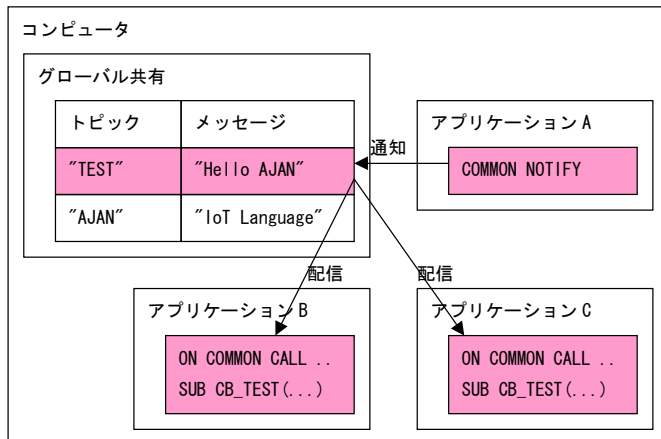 コンピュータ
グローバル共有
トピック メッセージ
"TEST" "Hello AJAN"
"AJAN" "IoT Language"
アプリケーション A
通知
COMMON NOTIFY
配信 配信
アプリケーション B
ON COMMON CALL ..
SUB CB_TEST(...)
アプリケーション C
ON COMMON CALL ..
SUB CB_TEST(...)